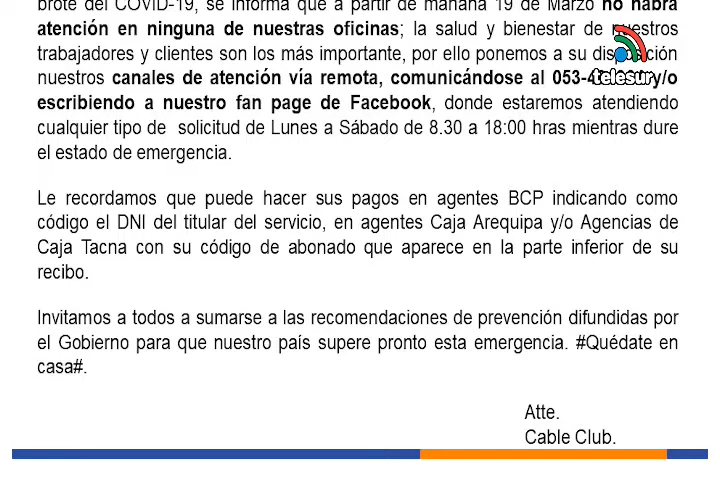 brote del COVID-19, se informa que a partir de mañana 19 de Marzo no habrá
atención en ninguna de nuestras oficinas; la salud y bienestar de nuestros
trabajadores y clientes son los más importante, por ello ponemos a su disposición
nuestros canales de atención vía remota, comunicándose al y/o
telesur
escribiendo a nuestro fan page de Facebook, donde estaremos atendiendo
cualquier tipo de solicitud de Lunes a Sábado de 8.30 a 18:00 hras mientras dure
el estado de emergencia.
Le recordamos que puede hacer sus pagos en agentes BCP indicando como
código el DNI del titular del servicio, en agentes Caja Arequipa y/o Agencias de
Caja Tacna con su código de abonado que aparece en la parte inferior de su
recibo.
Invitamos a todos a sumarse a las recomendaciones de prevención difundidas por
el Gobierno para que nuestro país supere pronto esta emergencia. #Quédate en
casa#.
Atte.
Cable Club.